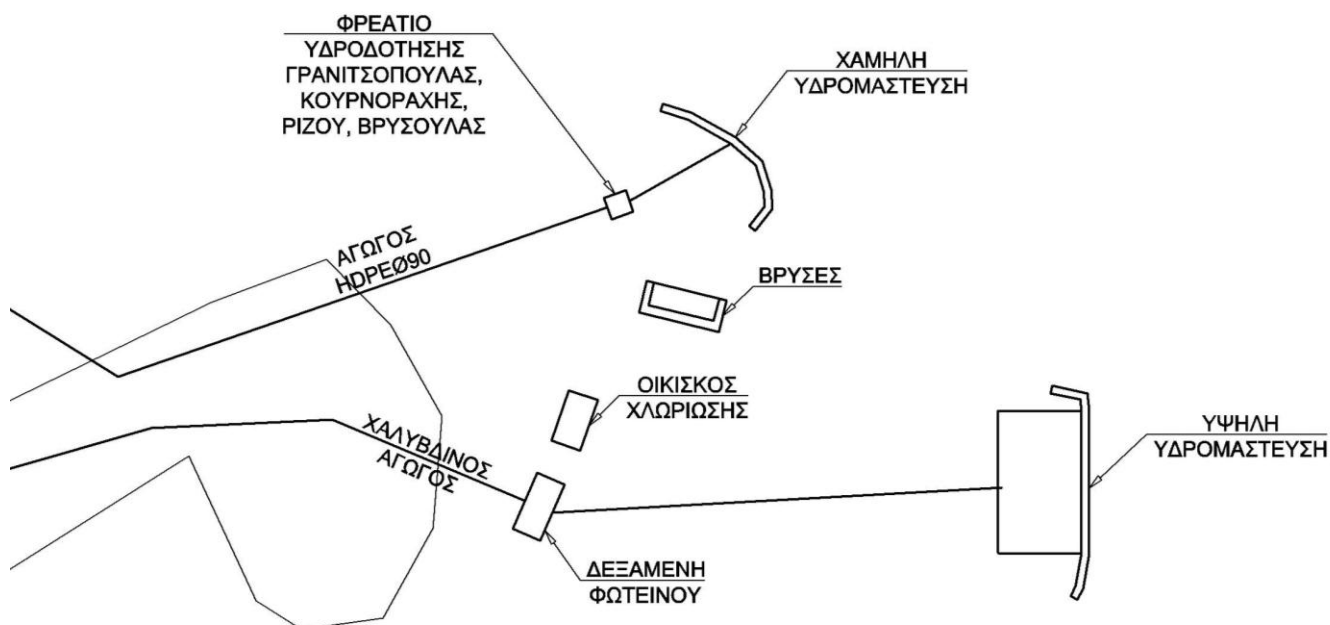 ΦΡΕΑΤΙΟ
ΥΔΡΟΔΟΤΗΣΗΣ
ΓΡΑΝΙΤΣΟΠΟΥΛΑΣ,
ΚΟΥΡΝΟΡΑΧΗΣ,
ΡΙΖΟΥ, ΒΡΥΣΟΥΛΑΣ
ΧΑΜΗΛΗ
ΥΔΡΟΜΑΣΤΕΥΣΗ
ΑΓΩΓΟΣ
HDPEØ90
ΒΡΥΣΕΣ
ΟΙΚΙΣΚΟΣ
ΧΛΩΡΙΩΣΗΣ
ΧΑΛΥΒΔΙΝΟΣ
ΑΓΩΓΟΣ
ΥΨΗΛΗ
ΥΔΡΟΜΑΣΤΕΥΣΗ
ΔΕΞΑΜΕΝΗ
ΦΩΤΕΙΝΟΥ